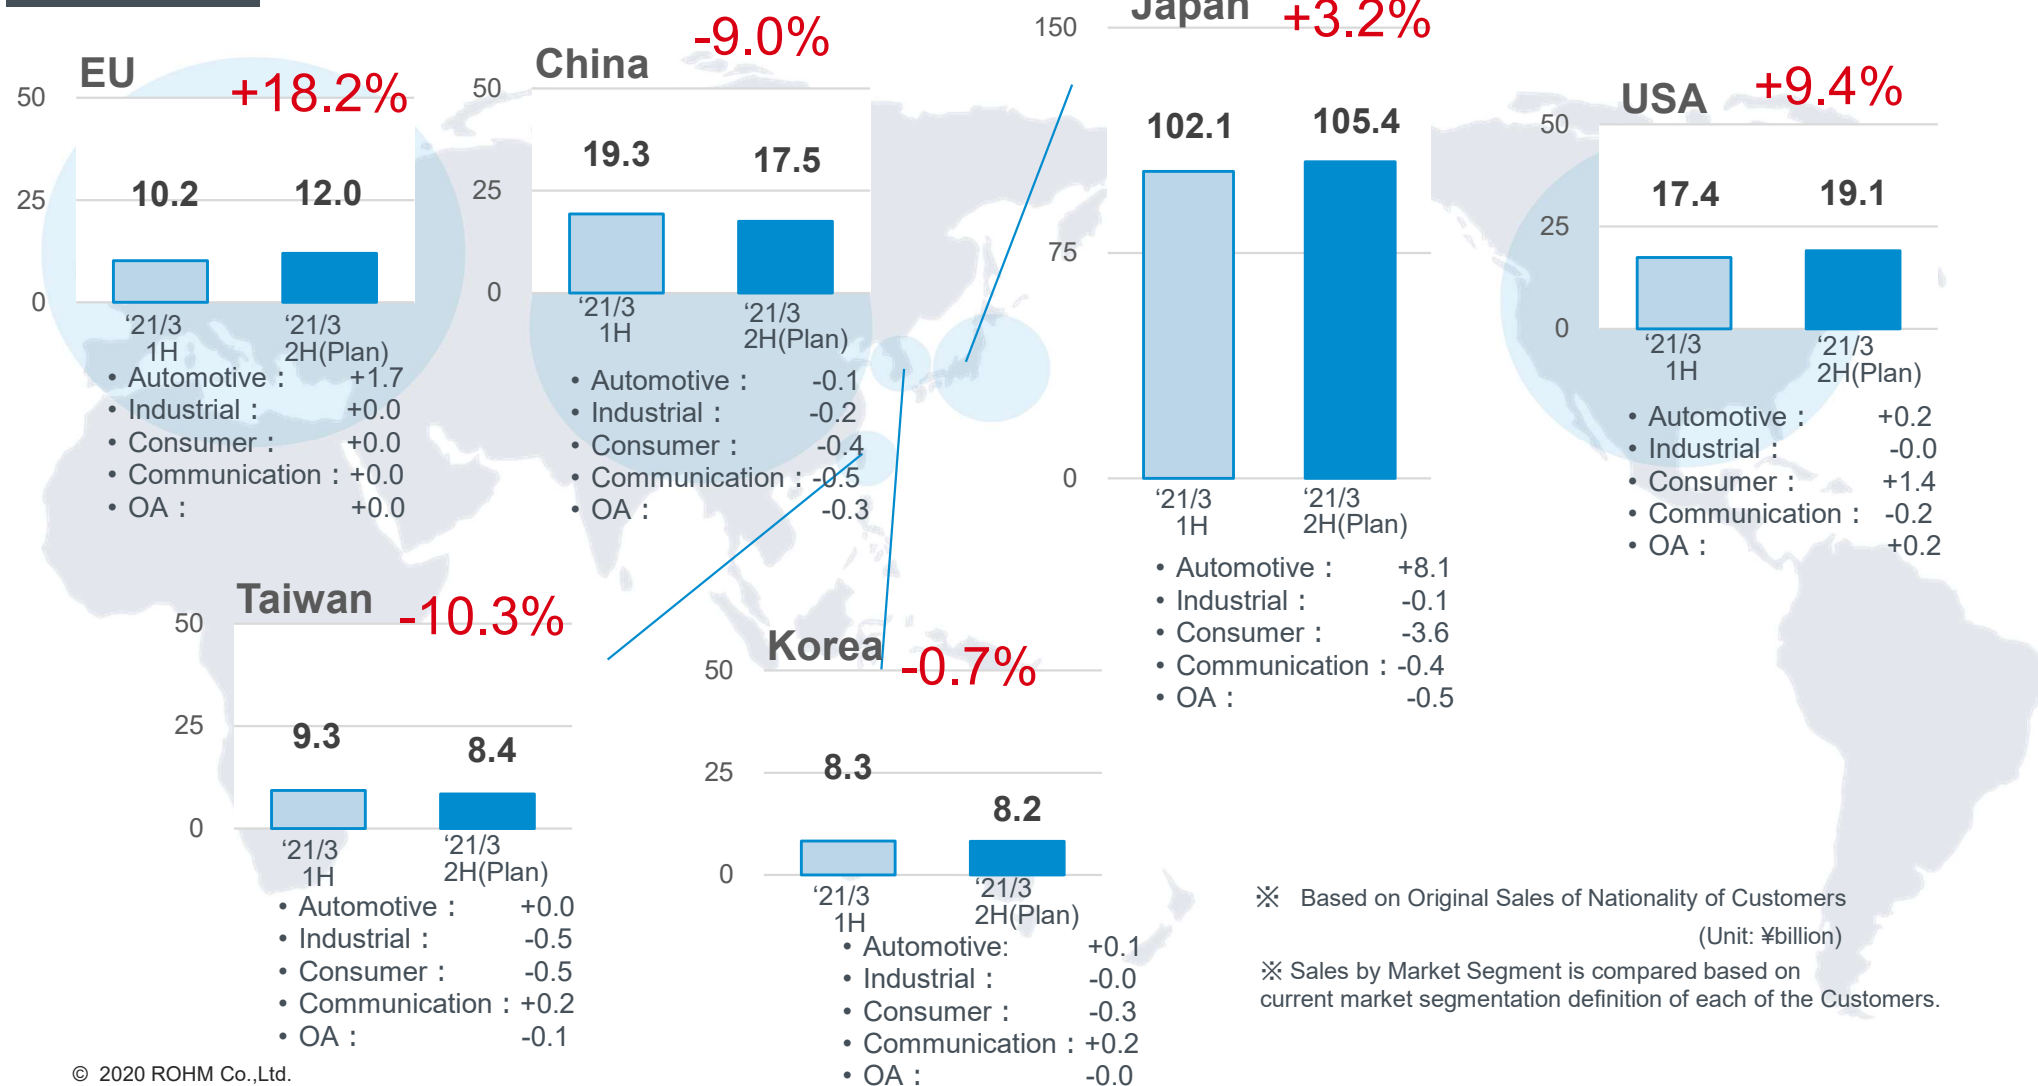 EU
+18.2%
50
25
0
10.2
12.0
‘21/3
1H
‘21/3
2H(Plan)
• Automotive : +1.7
• Industrial : +0.0
• Consumer : +0.0
• Communication : +0.0
• OA : +0.0
China
-9.0%
50
25
0
19.3
17.5
‘21/3
1H
‘21/3
2H(Plan)
• Automotive : -0.1
• Industrial : -0.2
• Consumer : -0.4
• Communication : -0.5
• OA : -0.3
Japan
+3.2%
150
75
0
102.1
105.4
‘21/3
1H
‘21/3
2H(Plan)
• Automotive : +8.1
• Industrial : -0.1
• Consumer : -3.6
• Communication : -0.4
• OA : -0.5
USA
+9.4%
50
25
0
17.4
19.1
‘21/3
1H
‘21/3
2H(Plan)
• Automotive : +0.2
• Industrial : -0.0
• Consumer : +1.4
• Communication : -0.2
• OA : +0.2
Taiwan
-10.3%
50
25
0
9.3
8.4
‘21/3
1H
‘21/3
2H(Plan)
• Automotive : +0.0
• Industrial : -0.5
• Consumer : -0.5
• Communication : +0.2
• OA : -0.1
Korea
-0.7%
50
25
0
8.3
8.2
‘21/3
1H
‘21/3
2H(Plan)
• Automotive: +0.1
• Industrial : -0.0
• Consumer : -0.3
• Communication : +0.2
• OA : -0.0
※ Based on Original Sales of Nationality of Customers
(Unit: ¥billion)
※ Sales by Market Segment is compared based on
current market segmentation definition of each of the Customers.
© 2020 ROHM Co.,Ltd.